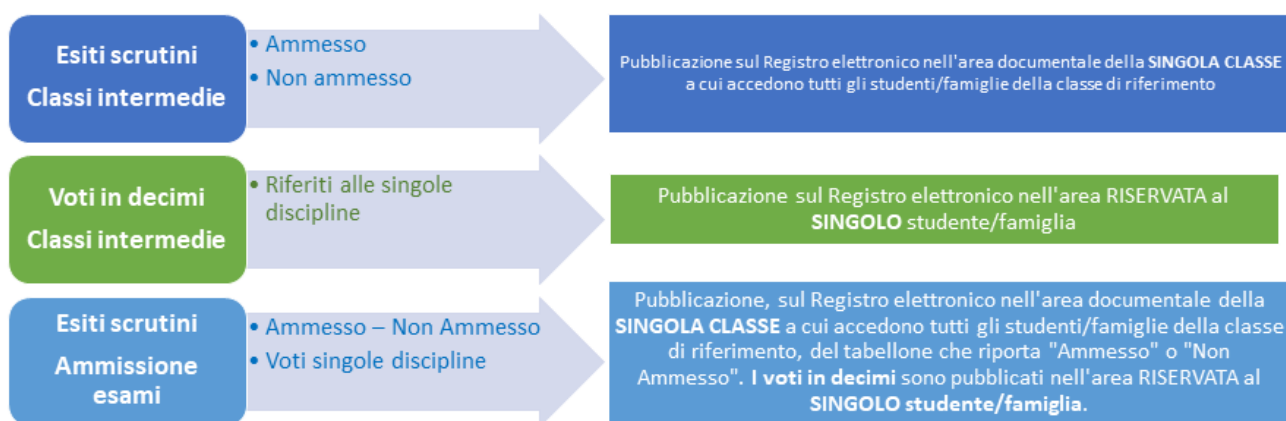 Esiti scrutini
Classi intermedie
• Ammesso
• Non ammesso
Pubblicazione sul Registro elettronico nell'area documentale della SINGOLA CLASSE
a cui accedono tutti gli studenti/famiglie della classe di riferimento
Voti in decimi
Classi intermedie
• Riferiti alle singole
discipline
Pubblicazione sul Registro elettronico nell'area RISERVATA al
SINGOLO studente/famiglia
Esiti scrutini
Ammissione
esami
• Ammesso – Non Ammesso
• Voti singole discipline
Pubblicazione, sul Registro elettronico nell'area documentale della
SINGOLA CLASSE a cui accedono tutti gli studenti/famiglie della classe
di riferimento, del tabellone che riporta "Ammesso" o "Non
Ammesso". I voti in decimi sono pubblicati nell'area RISERVATA al
SINGOLO studente/famiglia.